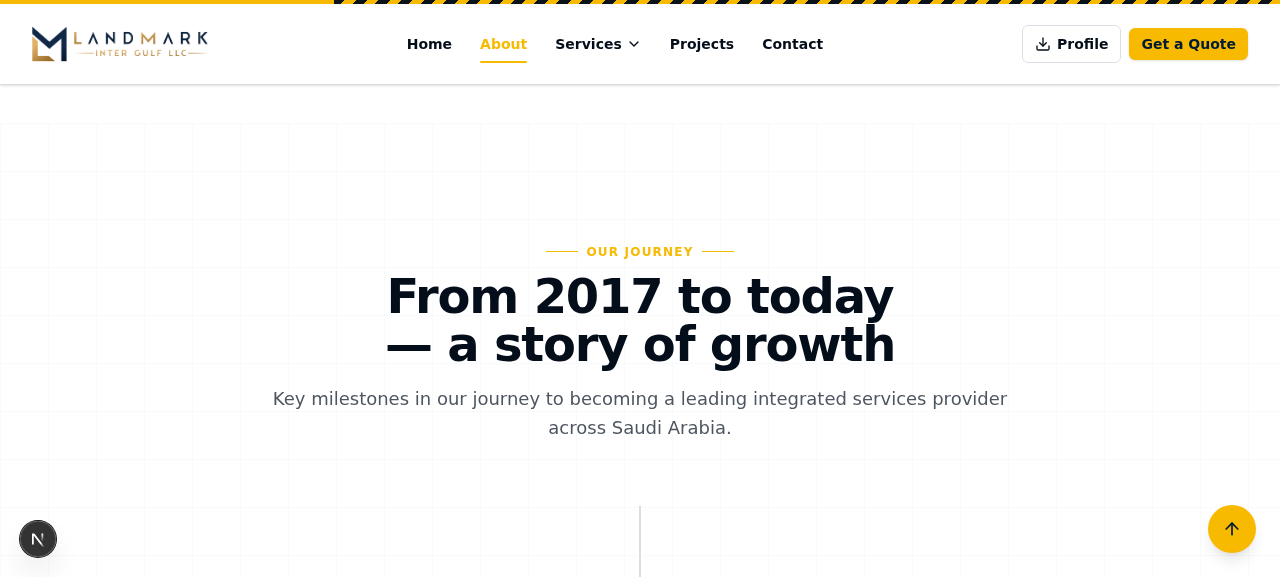 LANDMARK
INTER GULF LLC
Home
About
Services
Projects
Contact
Profile
Get a Quote
OUR JOURNEY
From 2017 to today
— a story of growth
Key milestones in our journey to becoming a leading integrated services provider
across Saudi Arabia.
N